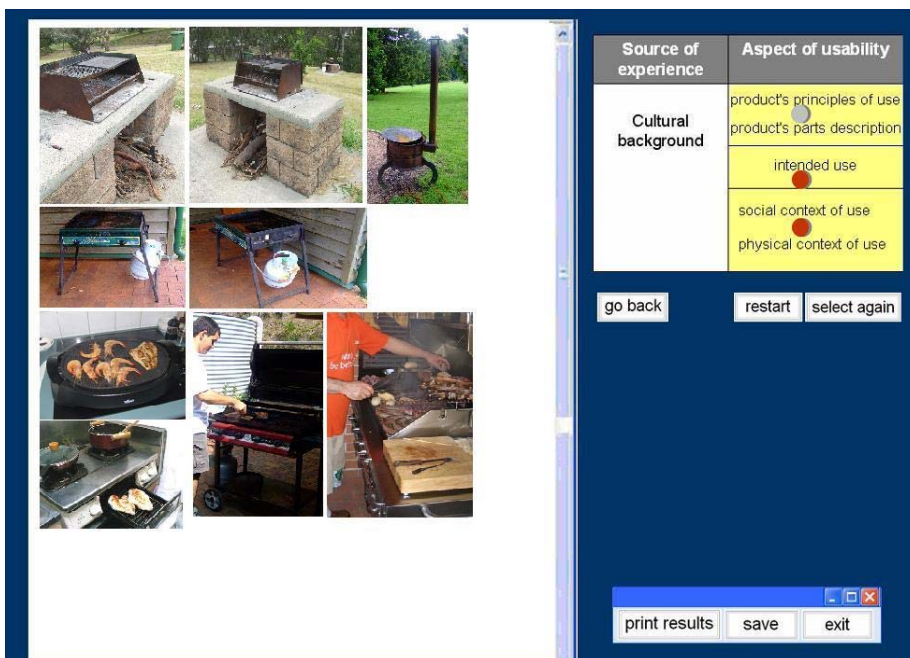 Source of
experience
Aspect of usability
Cultural
background
product's principles of use
product's parts description
intended use
social context of use
physical context of use
go back
restart
select again
print results
save
exit